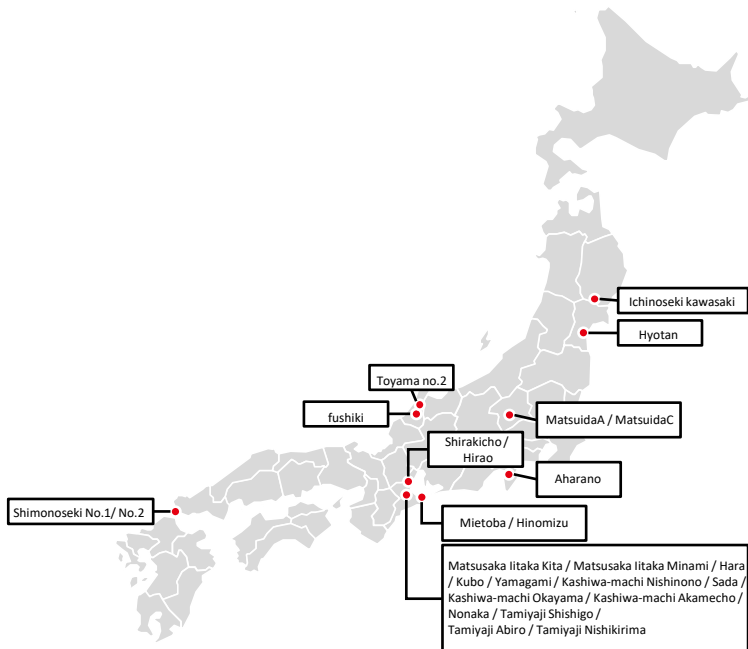 Ichinoseki kawasaki
Hyotan
Toyama no.2
fushiki
MatsuidaA / MatsuidaC
Shirakicho /
Hirao
Aharano
Shimonoseki No.1/ No.2
Mietoba / Hinomizu
Matsusaka Iitaka Kita / Matsusaka Iitaka Minami / Hara
/ Kubo / Yamagami / Kashiwa-machi Nishinono / Sada /
Kashiwa-machi Okayama / Kashiwa-machi Akamecho /
Nonaka / Tamiyaji Shishigo /
Tamiyaji Abiro / Tamiyaji Nishikirima